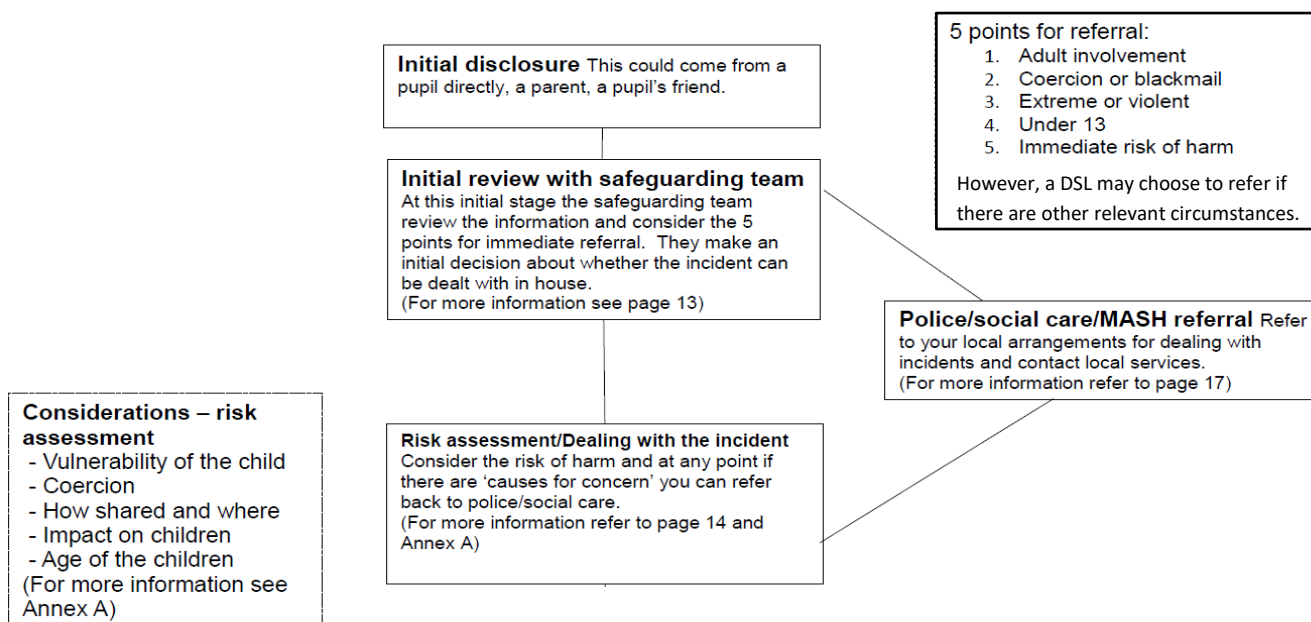 Initial disclosure This could come from a
pupil directly, a parent, a pupil's friend.
5 points for referral:
1. Adult involvement
2. Coercion or blackmail
3. Extreme or violent
4. Under 13
5. Immediate risk of harm
However, a DSL may choose to refer if
there are other relevant circumstances.
Initial review with safeguarding team
At this initial stage the safeguarding team
review the information and consider the 5
points for immediate referral. They make an
initial decision about whether the incident can
be dealt with in house.
(For more information see page 13)
Police/social care/MASH referral Refer
to your local arrangements for dealing with
incidents and contact local services.
(For more information refer to page 17)
Considerations – risk
assessment
- Vulnerability of the child
- Coercion
- How shared and where
- Impact on children
- Age of the children
(For more information see
Annex A)
Risk assessment/Dealing with the incident
Consider the risk of harm and at any point if
there are 'causes for concern' you can refer
back to police/social care.
(For more information refer to page 14 and
Annex A)